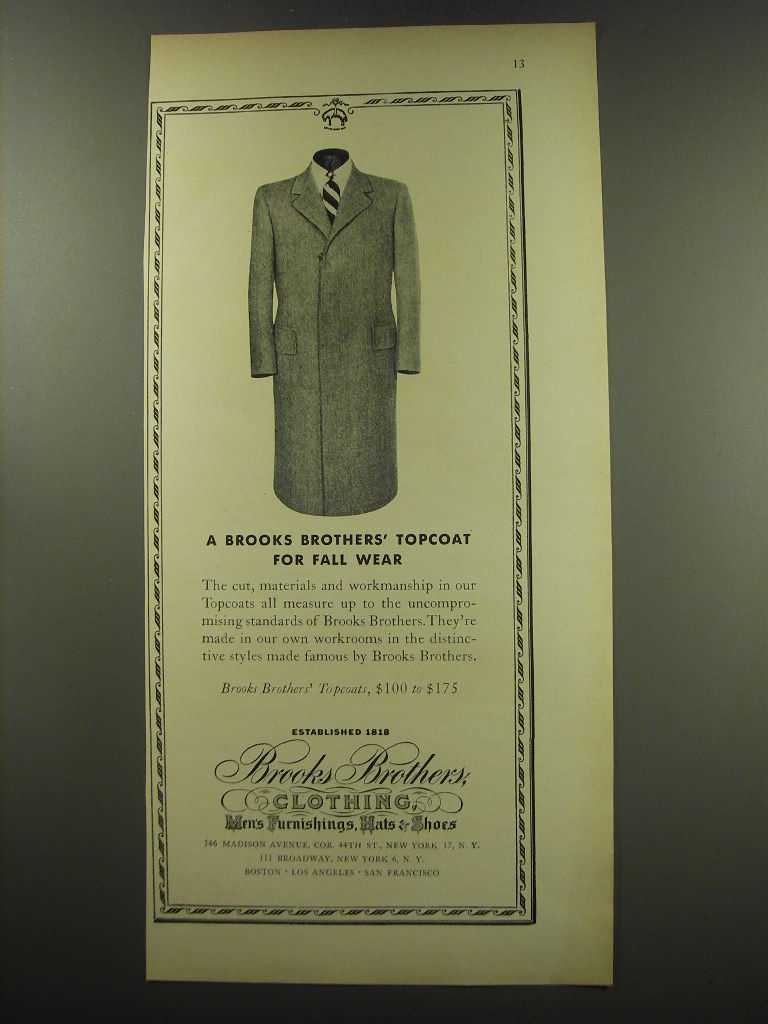 13
A BROOKS BROTHERS' TOPCOAT
FOR FALL WEAR
The cut, materials and workmanship in our
Topcoats all measure up to the uncompro-
mising standards of Brooks Brothers. They're
made in our own workrooms in the distinc-
tive styles made famous by Brooks Brothers.
Brooks Brothers' Topcoats, $100 to $175
ESTABLISHED 1818
Brooks Brothers,
CLOTHING,
Men's Furnishings, Hats & Shoes
346 MADISON AVENUE, COR. 44TH ST., NEW YORK 17, N. Y.
111 BROADWAY, NEW YORK 6, N. Y.
BOSTON · LOS ANGELES · SAN FRANCISCO